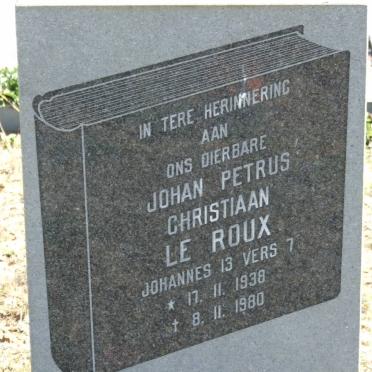 IN TERE HERINNERING
AAN
ONS DIERBARE
JOHAN PETRUS
CHRISTIAAN
LE ROUX
JOHANNES 13 VERS 7
* 17. 11. 1938
† 8. 11. 1980